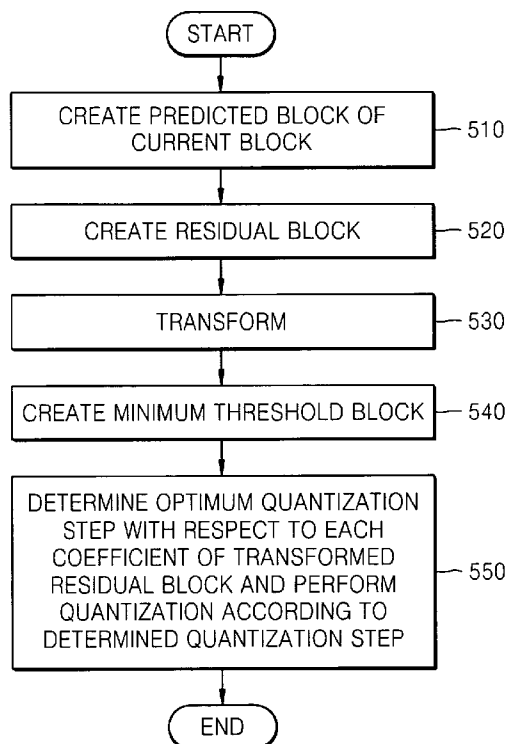 START
CREATE PREDICTED BLOCK OF
CURRENT BLOCK
510
CREATE RESIDUAL BLOCK
520
TRANSFORM
530
CREATE MINIMUM THRESHOLD BLOCK
540
DETERMINE OPTIMUM QUANTIZATION
STEP WITH RESPECT TO EACH
COEFFICIENT OF TRANSFORMED
RESIDUAL BLOCK AND PERFORM
QUANTIZATION ACCORDING TO
DETERMINED QUANTIZATION STEP
550
END